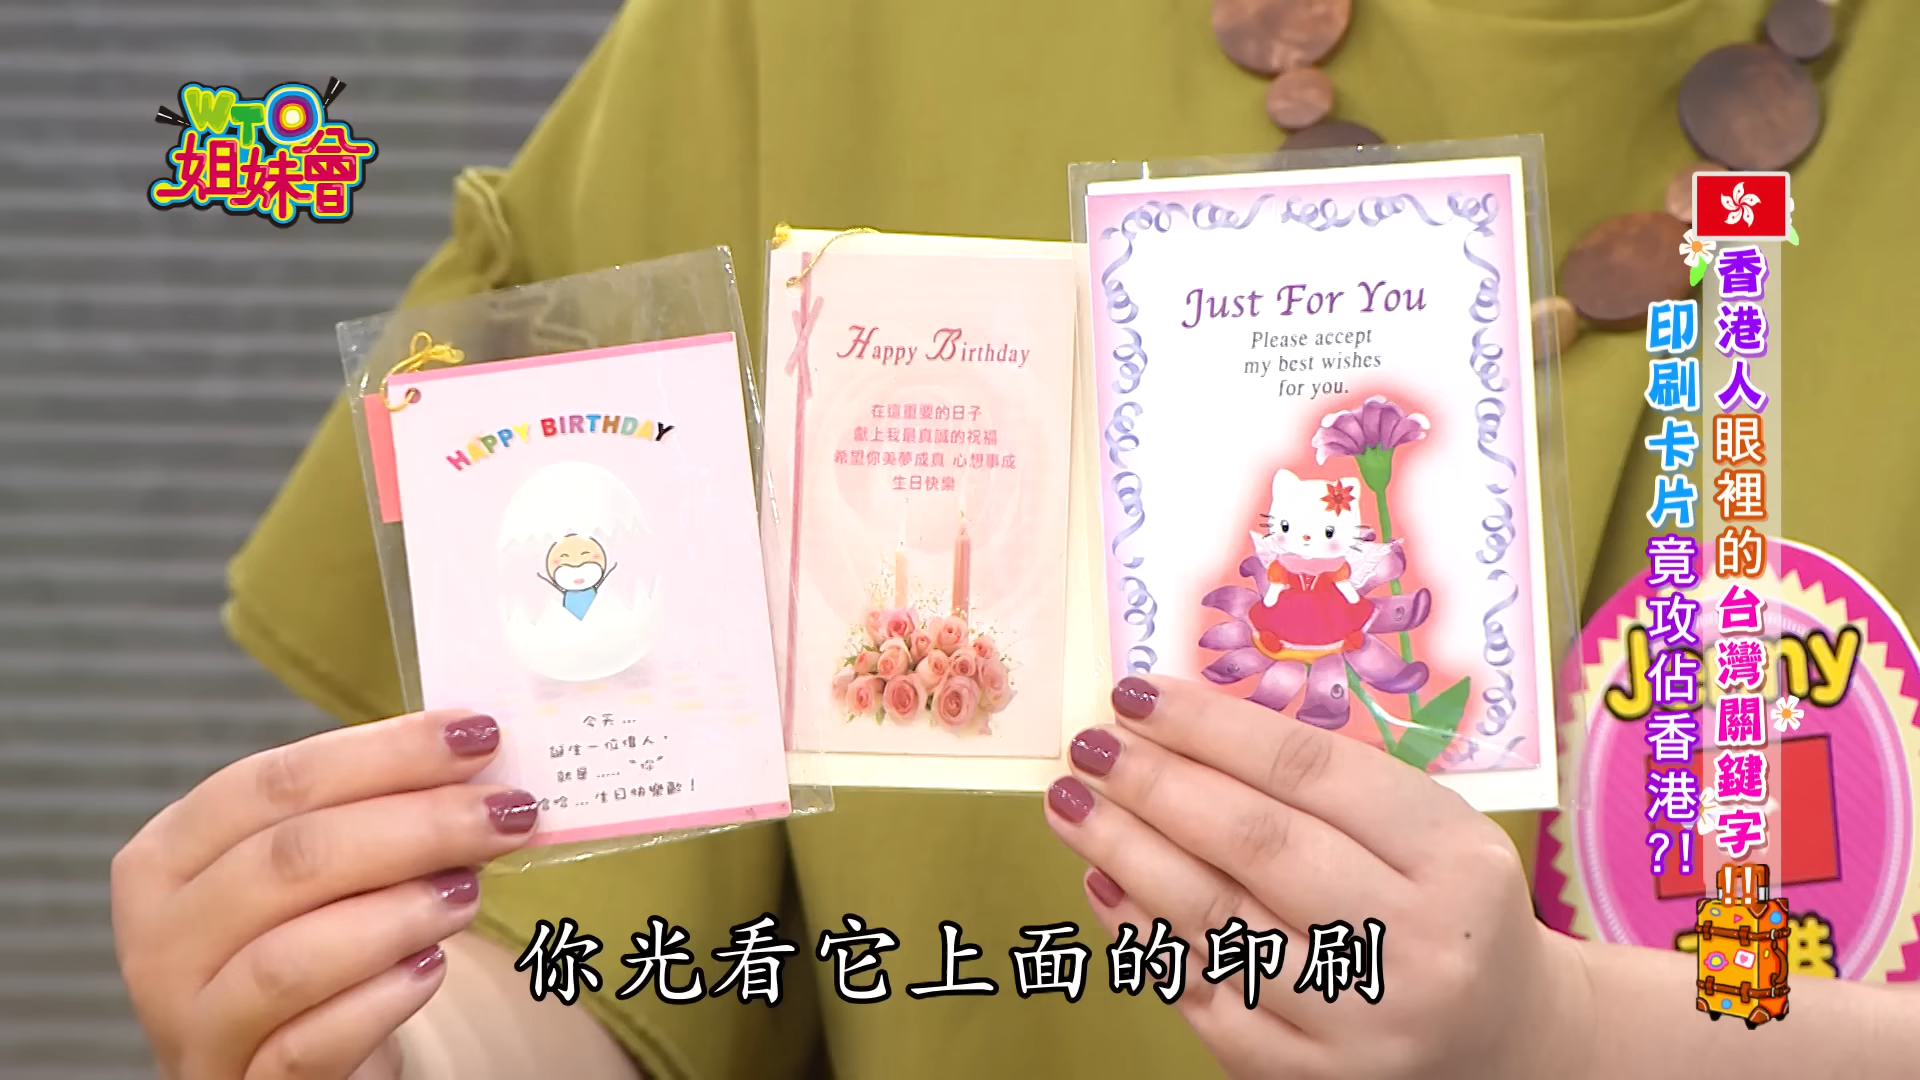 WTO
姐妹會
HAPPY BIRTHDAY
今天...
誕生一位偉人，
就是....."你"
哈哈...生日快樂歐！
Happy Birthday
在這重要的日子
獻上我最真誠的祝福
希望你美夢成真 心想事成
生日快樂
Just For You
Please accept
my best wishes
for you.
香港人眼裡的台灣關鍵字!!
印刷卡片竟攻佔香港?!
你光看它上面的印刷